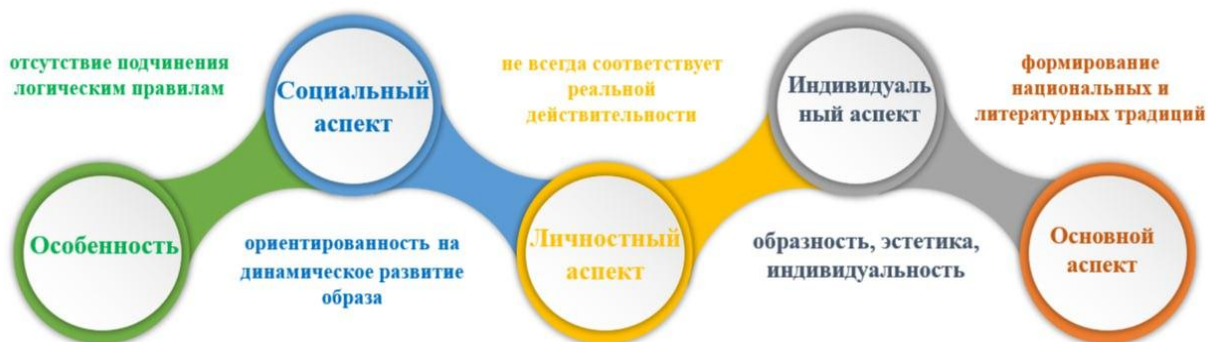 отсутствие подчинения
логическим правилам
Особенность
Социальный
аспект
ориентированность на
динамическое развитие
образа
не всегда соответствует
реальной
действительности
Личностный
аспект
Индивидуаль
ный аспект
образность, эстетика,
индивидуальность
формирование
национальных и
литературных традиций
Основной
аспект